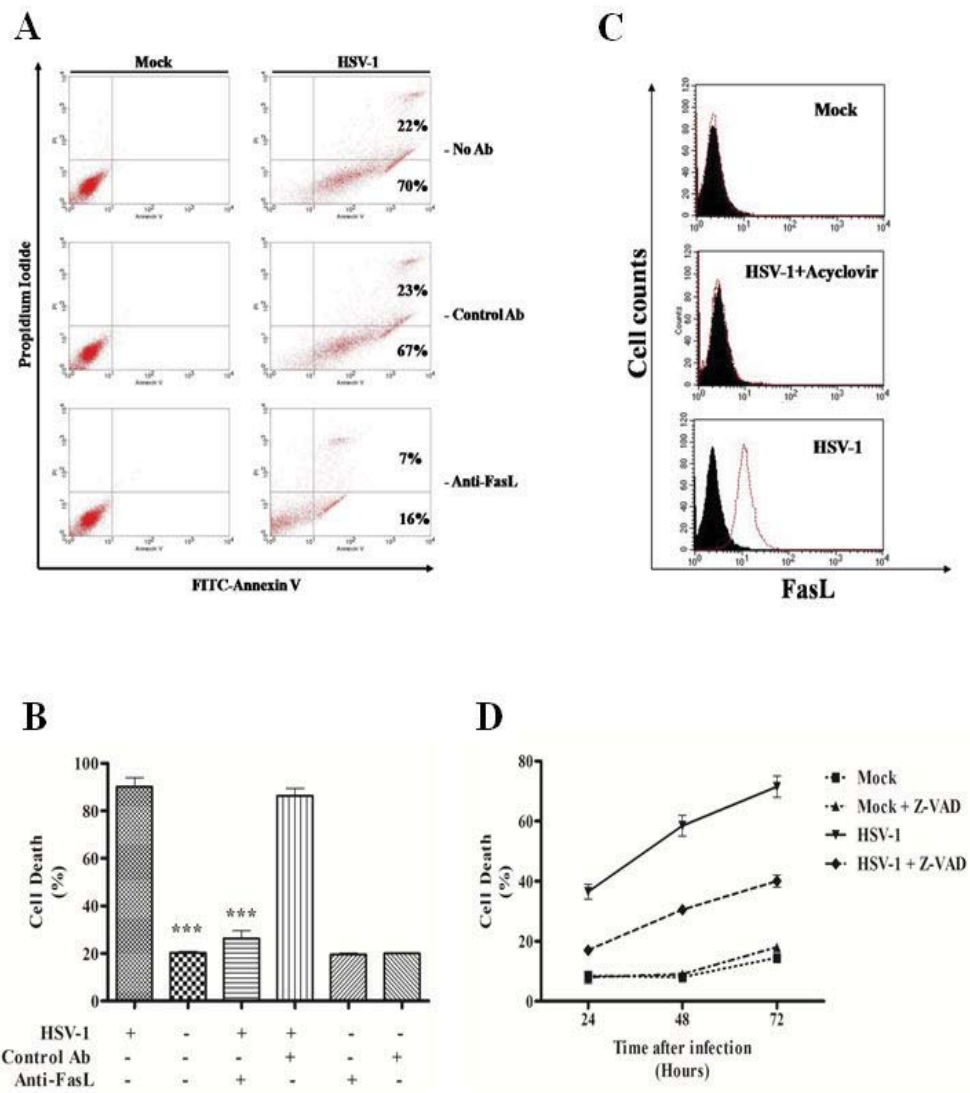 A
Mock
HSV-1
22%
70%
- No Ab
23%
67%
- Control Ab
7%
16%
- Anti-FasL
Propidium Iodide
FITC-Annexin V
C
Mock
HSV-1+Acyclovir
HSV-1
Cell counts
Counts
FasL
B
Cell Death
(%)
100
80
60
40
20
0
HSV-1 + - + + - -
Control Ab - - - + - +
Anti-FasL - - + - + -
D
Cell Death
(%)
80
60
40
20
0
24 48 72
Time after infection
(Hours)
Mock
Mock + Z-VAD
HSV-1
HSV-1 + Z-VAD